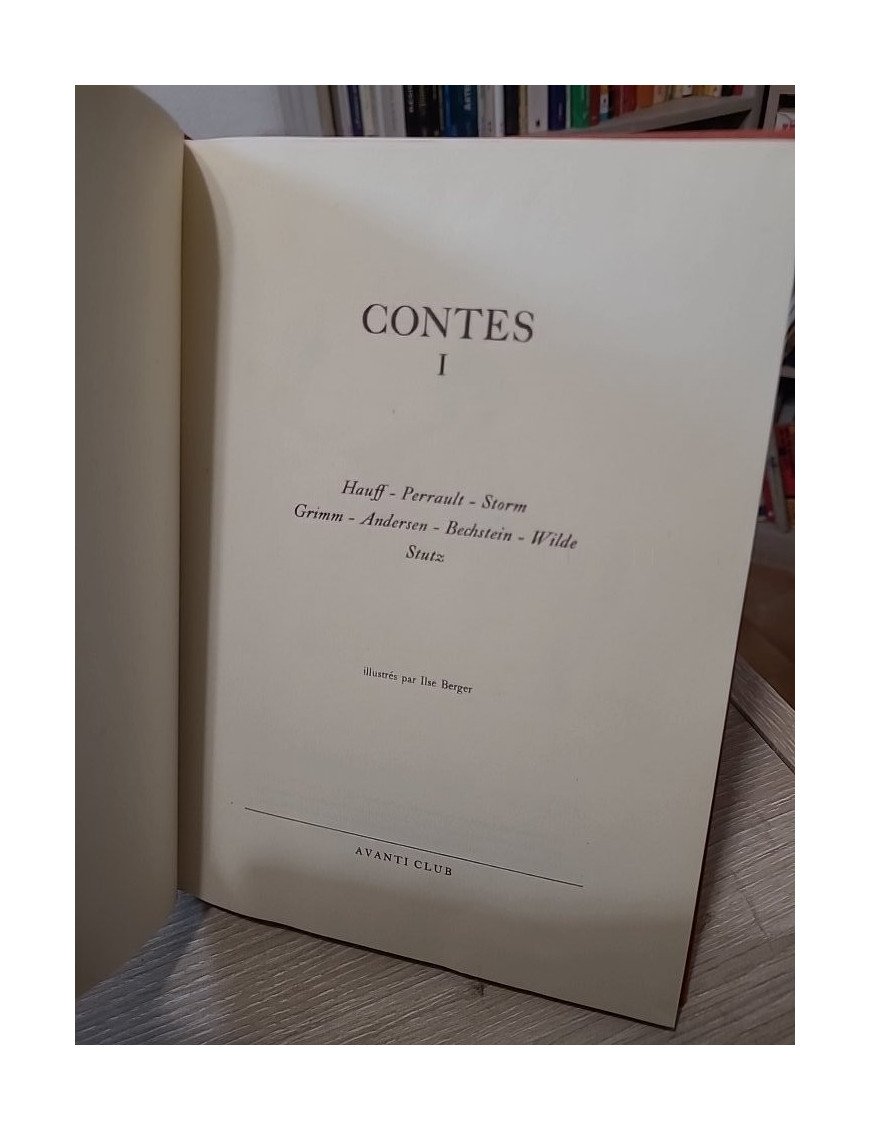 CONTES
I
Hauff - Perrault - Storm
Grimm - Andersen - Bechstein - Wilde
Stutz
illustrés par Ilse Berger
AVANTI CLUB